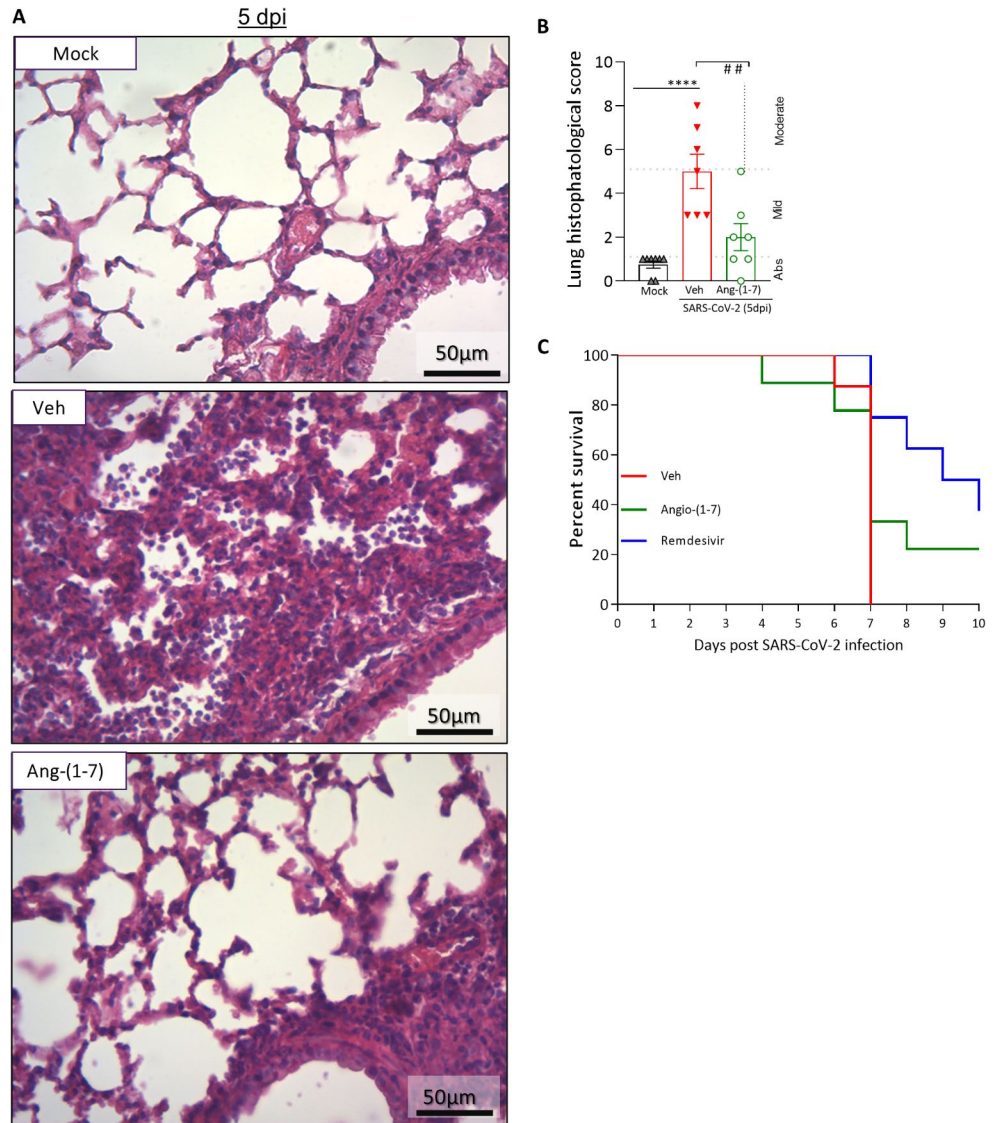 A
5 dpi
Mock
50µm
Veh
50µm
Ang-(1-7)
50µm
B
Lung histophatological score
10
8
6
4
2
0
****
##
Moderate
Mild
Abs
Mock
Veh
Ang-(1-7)
SARS-CoV-2 (5dpi)
C
Percent survival
100
80
60
40
20
0
Veh
Angio-(1-7)
Remdesivir
0 1 2 3 4 5 6 7 8 9 10
Days post SARS-CoV-2 infection